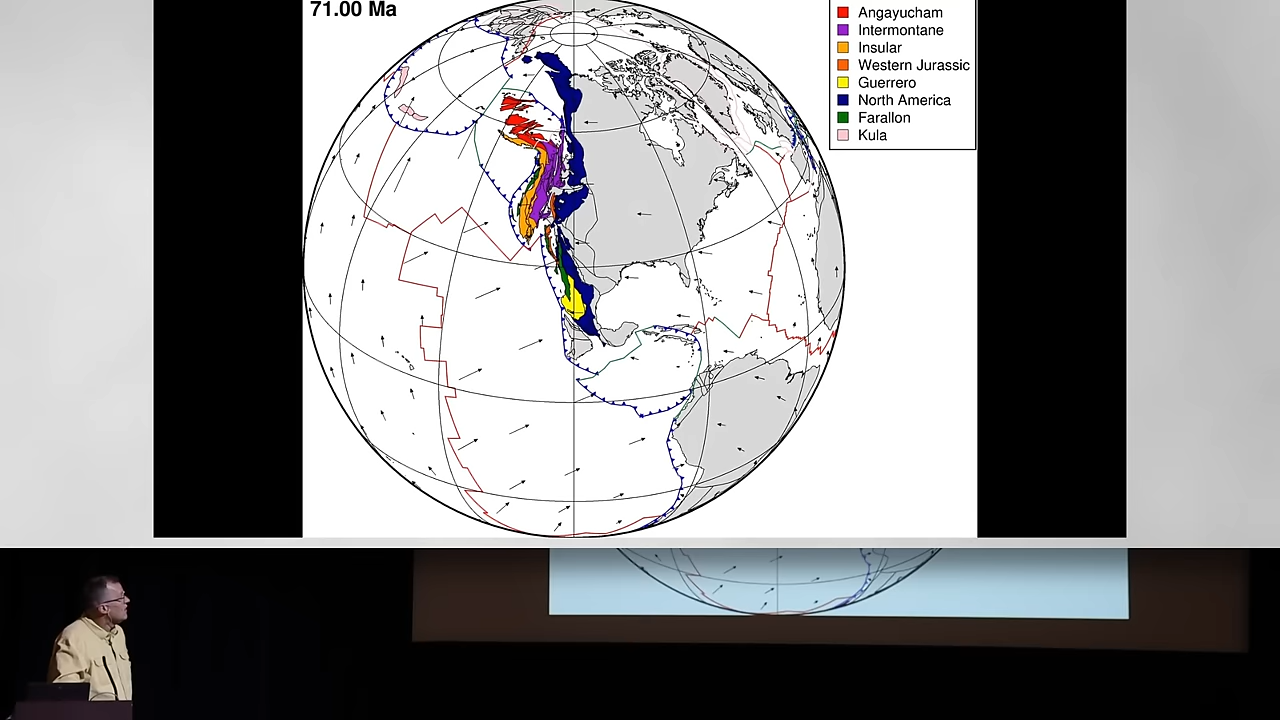 71.00 Ma
Angayucham
Intermontane
Insular
Western Jurassic
Guerrero
North America
Farallon
Kula